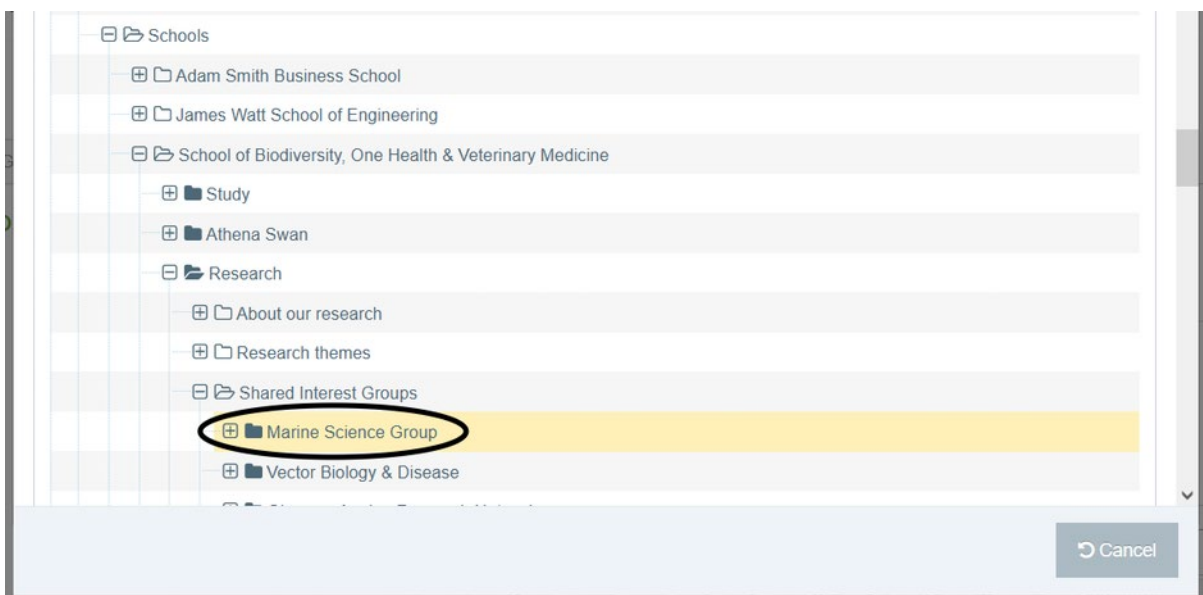 Schools
Adam Smith Business School
James Watt School of Engineering
School of Biodiversity, One Health & Veterinary Medicine
Study
Athena Swan
Research
About our research
Research themes
Shared Interest Groups
Marine Science Group
Vector Biology & Disease
Cancel